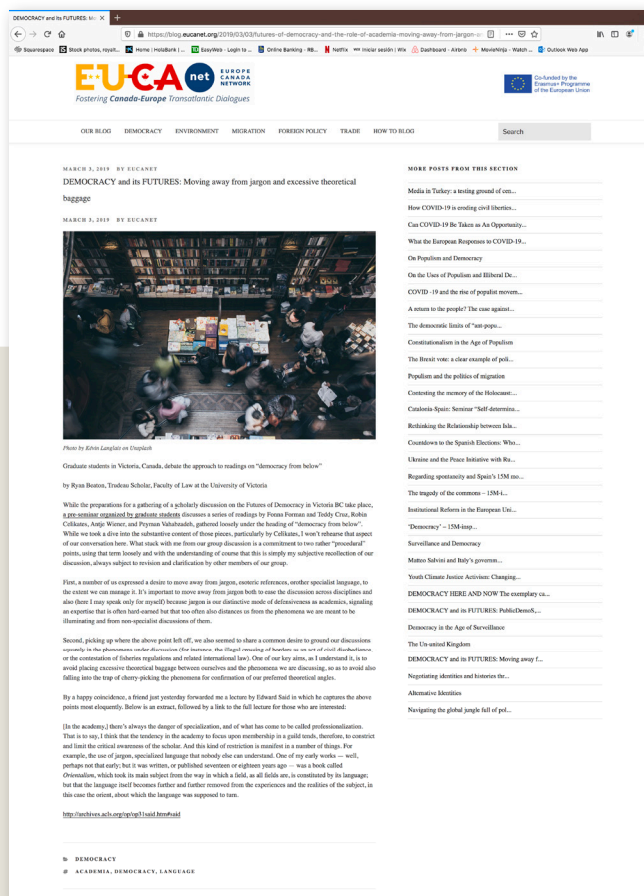 DEMOCRACY and its FUTURES: Mo
https://blog.eucanet.org/2019/03/03/futures-of-democracy-and-the-role-of-academia-moving-away-from-jargon-
Squarespace
Stock photos, royalt...
Home | HolaBank | ...
EasyWeb - Login to ...
Online Banking - RB...
Netflix
Iniciar sesión | Wix
Dashboard - Airbnb
MovieNinja - Watch ...
Outlook Web App
EUCA net
EUROPE
CANADA
NETWORK
Fostering Canada-Europe Transatlantic Dialogues
Co-funded by the
Erasmus+ Programme
of the European Union
OUR BLOG DEMOCRACY ENVIRONMENT MIGRATION FOREIGN POLICY TRADE HOW TO BLOG
Search
MARCH 3, 2019 BY EUCANET
DEMOCRACY and its FUTURES: Moving away from jargon and excessive theoretical
baggage
MARCH 3, 2019 BY EUCANET
Photo by Kévin Langlais on Unsplash
Graduate students in Victoria, Canada, debate the approach to readings on “democracy from below”
by Ryan Beaton, Trudeau Scholar, Faculty of Law at the University of Victoria
While the preparations for a gathering of a scholarly discussion on the Futures of Democracy in Victoria BC take place,
a pre-seminar organized by graduate students discusses a series of readings by Fonna Forman and Teddy Cruz, Robin
Celikates, Antje Wiener, and Peyman Vahabzadeh, gathered loosely under the heading of “democracy from below”.
While we took a dive into the substantive content of those pieces, particularly by Celikates, I won’t rehearse that aspect
of our conversation here. What stuck with me from our group discussion is a commitment to two rather “procedural”
points, using that term loosely and with the understanding of course that this is simply my subjective recollection of our
discussion, always subject to revision and clarification by other members of our group.
First, a number of us expressed a desire to move away from jargon, esoteric references, or other specialist language, to
the extent we can manage it. It’s important to move away from jargon both to ease the discussion across disciplines and
also (here I may speak only for myself) because jargon is our distinctive mode of defensiveness as academics, signaling
an expertise that is often hard-earned but that too often also distances us from the phenomena we are meant to be
illuminating and from non-specialist discussions of them.
Second, picking up where the above point left off, we also seemed to share a common desire to ground our discussions
squarely in the phenomena under discussion (for instance, the illegal crossing of borders as an act of civil disobedience,
or the contestation of fisheries regulations and related international law). One of our key aims, as I understand it, is to
avoid placing excessive theoretical baggage between ourselves and the phenomena we are discussing, so as to avoid also
falling into the trap of cherry-picking the phenomena for confirmation of our preferred theoretical angles.
By a happy coincidence, a friend just yesterday forwarded me a lecture by Edward Said in which he captures the above
points most eloquently. Below is an extract, followed by a link to the full lecture for those who are interested:
[In the academy,] there’s always the danger of specialization, and of what has come to be called professionalization.
That is to say, I think that the tendency in the academy to focus upon membership in a guild tends, therefore, to constrict
and limit the critical awareness of the scholar. And this kind of restriction is manifest in a number of things. For
example, the use of jargon, specialized language that nobody else can understand. One of my early works — well,
perhaps not that early; but it was written, or published seventeen or eighteen years ago — was a book called
Orientalism, which took its main subject from the way in which a field, as all fields are, is constituted by its language;
but that the language itself becomes further and further removed from the experiences and the realities of the subject, in
this case the orient, about which the language was supposed to turn.
http://archives.acls.org/op/op31said.htm#said
DEMOCRACY
# ACADEMIA, DEMOCRACY, LANGUAGE
MORE POSTS FROM THIS SECTION
Media in Turkey: a testing ground of cen...
How COVID-19 is eroding civil liberties...
Can COVID-19 Be Taken as An Opportunity...
What the European Responses to COVID-19...
On Populism and Democracy
On the Uses of Populism and Illiberal De...
COVID -19 and the rise of populist movem...
A return to the people? The case against...
The democratic limits of “ant-popu...
Constitutionalism in the Age of Populism
The Brexit vote: a clear example of poli...
Populism and the politics of migration
Contesting the memory of the Holocaust:...
Catalonia-Spain: Seminar “Self-determina...
Rethinking the Relationship between Isla...
Countdown to the Spanish Elections: Who...
Ukraine and the Peace Initiative with Ru...
Regarding spontaneity and Spain’s 15M mo...
The tragedy of the commons – 15M-i...
Institutional Reform in the European Uni...
‘Democracy’ – 15M-insp...
Surveillance and Democracy
Matteo Salvini and Italy’s governm...
Youth Climate Justice Activism: Changing...
DEMOCRACY HERE AND NOW The exemplary ca...
DEMOCRACY and its FUTURES: PublicDemoS,...
Democracy in the Age of Surveillance
The Un-united Kingdom
DEMOCRACY and its FUTURES: Moving away f...
Negotiating identities and histories thr...
Alternative Identities
Navigating the global jungle full of pol...